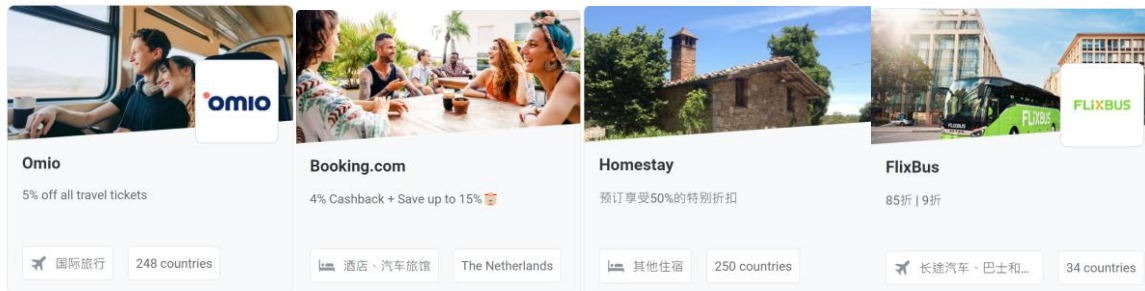 OMIO
Omio
5% off all travel tickets
国际旅行
248 countries
Booking.com
4% Cashback + Save up to 15%
酒店、汽车旅馆
The Netherlands
Homestay
预订享受50%的特别折扣
其他住宿
250 countries
FLiXBUS
FLiXBUS
FlixBus
85折 | 9折
长途汽车、巴士和...
34 countries